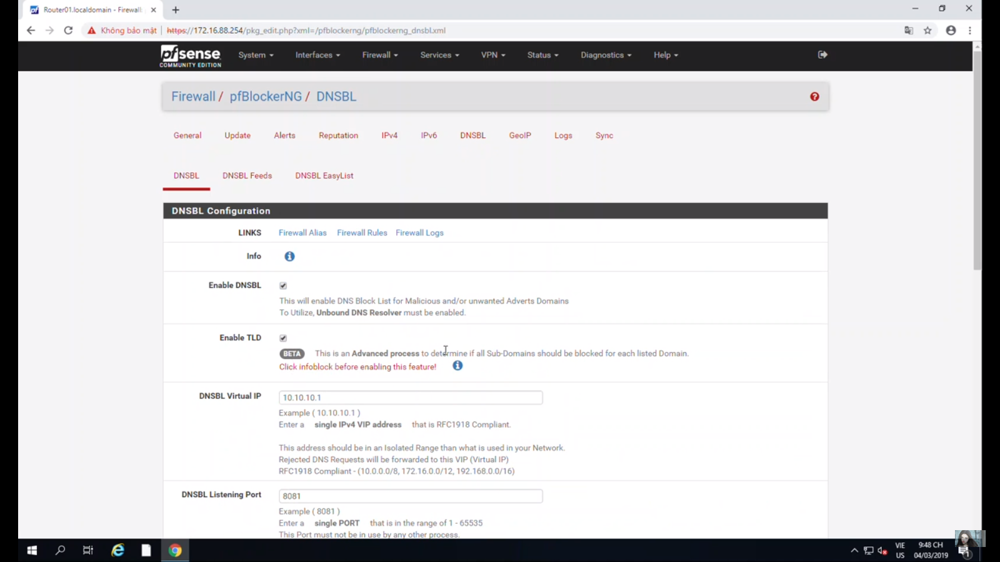 Router01.localdomain - Firewall:
Không bảo mật
https://172.16.88.254/pkg_edit.php?xml=/pfblockerng/pfblockerng_dnsbl.xml
pfsense
COMMUNITY EDITION
System
Interfaces
Firewall
Services
VPN
Status
Diagnostics
Help
Firewall / pfBlockerNG / DNSBL
General
Update
Alerts
Reputation
IPv4
IPv6
DNSBL
GeoIP
Logs
Sync
DNSBL
DNSBL Feeds
DNSBL EasyList
DNSBL Configuration
LINKS
Firewall Alias Firewall Rules Firewall Logs
Info
Enable DNSBL
This will enable DNS Block List for Malicious and/or unwanted Adverts Domains
To Utilize, Unbound DNS Resolver must be enabled.
Enable TLD
BETA This is an Advanced process to determine if all Sub-Domains should be blocked for each listed Domain.
Click infoblock before enabling this feature!
DNSBL Virtual IP
10.10.10.1
Example ( 10.10.10.1 )
Enter a single IPv4 VIP address that is RFC1918 Compliant.
This address should be in an Isolated Range than what is used in your Network.
Rejected DNS Requests will be forwarded to this VIP (Virtual IP)
RFC1918 Compliant - (10.0.0.0/8, 172.16.0.0/12, 192.168.0.0/16)
DNSBL Listening Port
8081
Example ( 8081 )
Enter a single PORT that is in the range of 1 - 65535
This Port must not be in use by any other process.
VIE
US
9:48 CH
04/03/2019
1